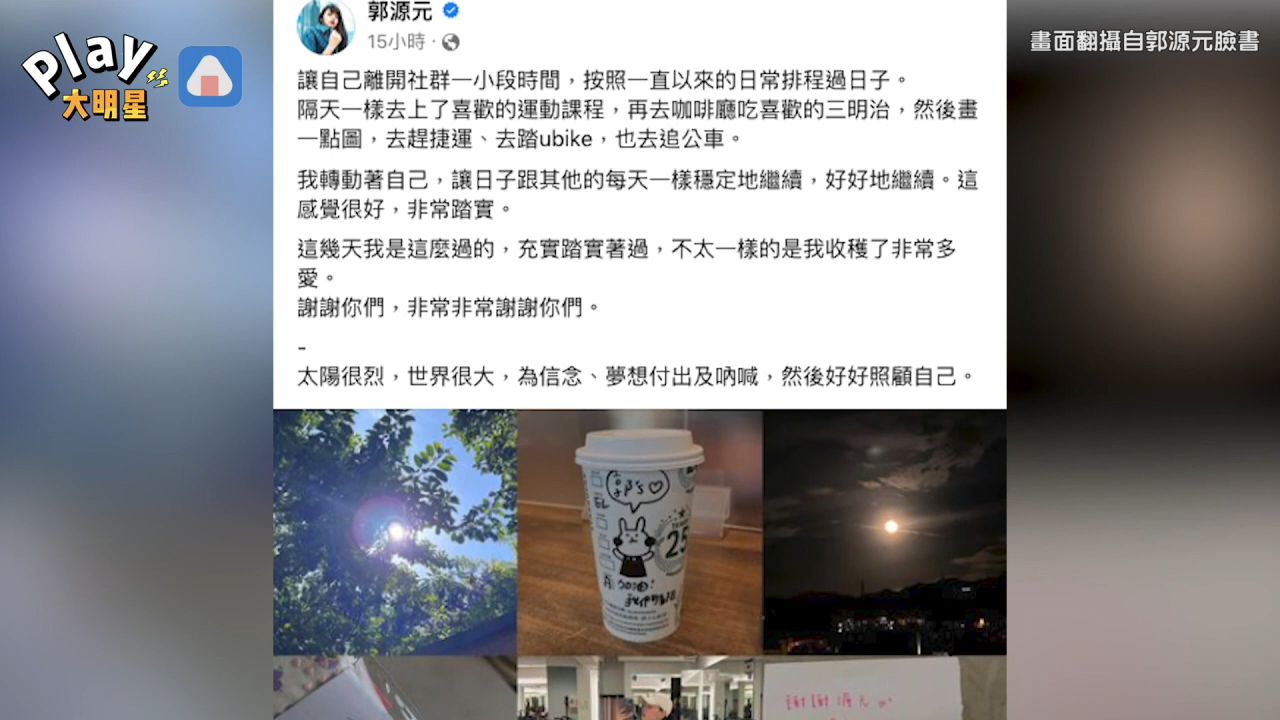 Play
大明星
郭源元
15小時
畫面翻攝自郭源元臉書
讓自己離開社群一小段時間，按照一直以來的日常排程過日子。
隔天一樣去上了喜歡的運動課程，再去咖啡廳吃喜歡的三明治，然後畫
一點圖，去趕捷運、去踏ubike，也去追公車。
我轉動著自己，讓日子跟其他的每天一樣穩定地繼續，好好地繼續。這
感覺很好，非常踏實。
這幾天我是這麼過的，充實踏實著過，不太一樣的是我收穫了非常多
愛。
謝謝你們，非常非常謝謝你們。
-
太陽很烈，世界很大，為信念、夢想付出及吶喊，然後好好照顧自己。
郭's
25
加油!
謝謝源元